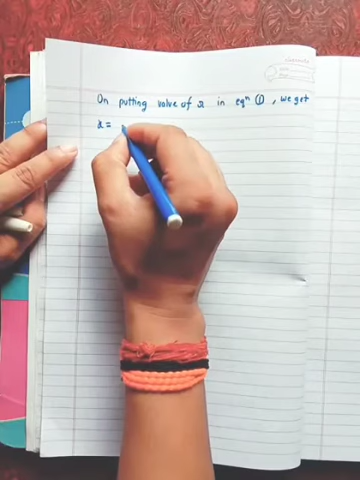 On putting value of x in eqⁿ ①, we get
x =